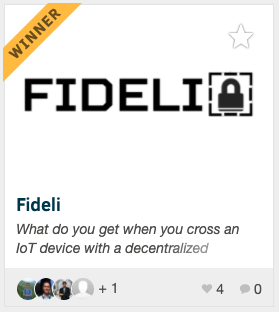 WINNER
FIDELI
Fideli
What do you get when you cross an
IoT device with a decentralized
+ 1
4
0